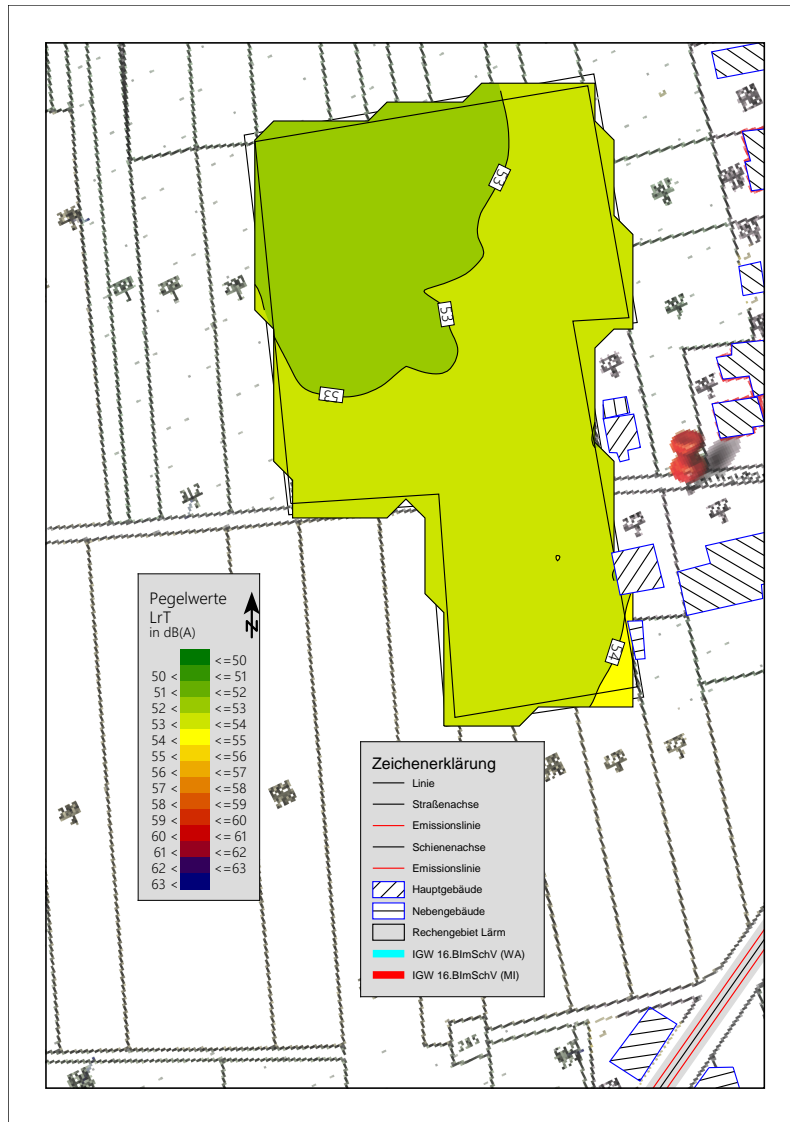 53
53
53
54
Pegelwerte
LrT
in dB(A)
N
<=50
50 < <=51
51 < <=52
52 < <=53
53 < <=54
54 < <=55
55 < <=56
56 < <=57
57 < <=58
58 < <=59
59 < <=60
60 < <=61
61 < <=62
62 < <=63
63 <
Zeichenerklärung
Linie
Straßenachse
Emissionslinie
Schienenachse
Emissionslinie
Hauptgebäude
Nebengebäude
Rechengebiet Lärm
IGW 16.BImSchV (WA)
IGW 16.BImSchV (MI)